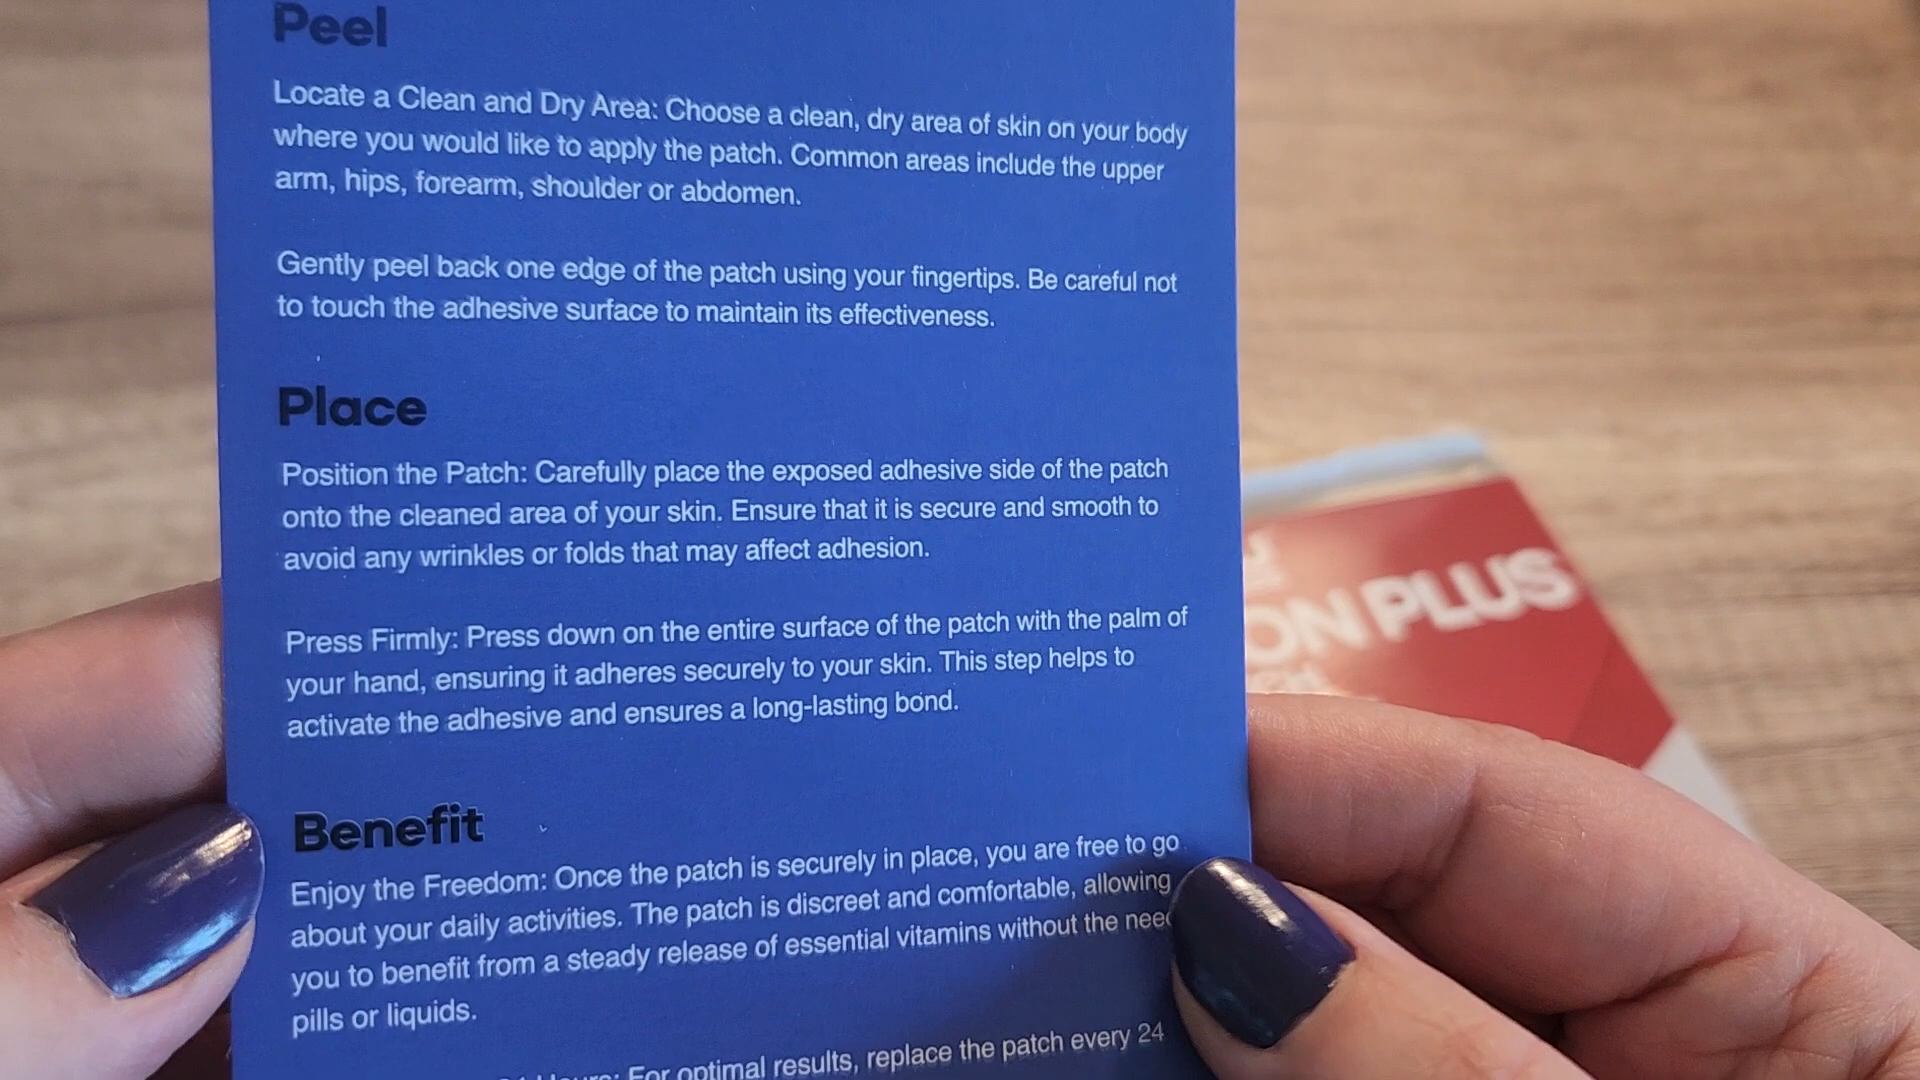 Peel
Locate a Clean and Dry Area: Choose a clean, dry area of skin on your body
where you would like to apply the patch. Common areas include the upper
arm, hips, forearm, shoulder or abdomen.
Gently peel back one edge of the patch using your fingertips. Be careful not
to touch the adhesive surface to maintain its effectiveness.
Place
Position the Patch: Carefully place the exposed adhesive side of the patch
onto the cleaned area of your skin. Ensure that it is secure and smooth to
avoid any wrinkles or folds that may affect adhesion.
Press Firmly: Press down on the entire surface of the patch with the palm of
your hand, ensuring it adheres securely to your skin. This step helps to
activate the adhesive and ensures a long-lasting bond.
Benefit
Enjoy the Freedom: Once the patch is securely in place, you are free to go
about your daily activities. The patch is discreet and comfortable, allowing
you to benefit from a steady release of essential vitamins without the
pills or liquids.
Hours: For optimal results, replace the patch every 24
ON PLUS